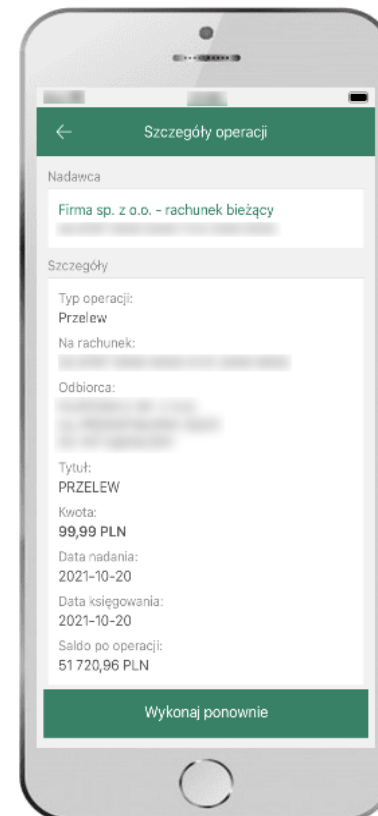 Szczegóły operacji
Nadawca
Firma sp. z o.o. – rachunek bieżący
Szczegóły
Typ operacji:
Przelew
Na rachunek:
Odbiorca:
Tytuł:
PRZELEW
Kwota:
99,99 PLN
Data nadania:
2021-10-20
Data księgowania:
2021-10-20
Saldo po operacji:
51 720,96 PLN
Wykonaj ponownie